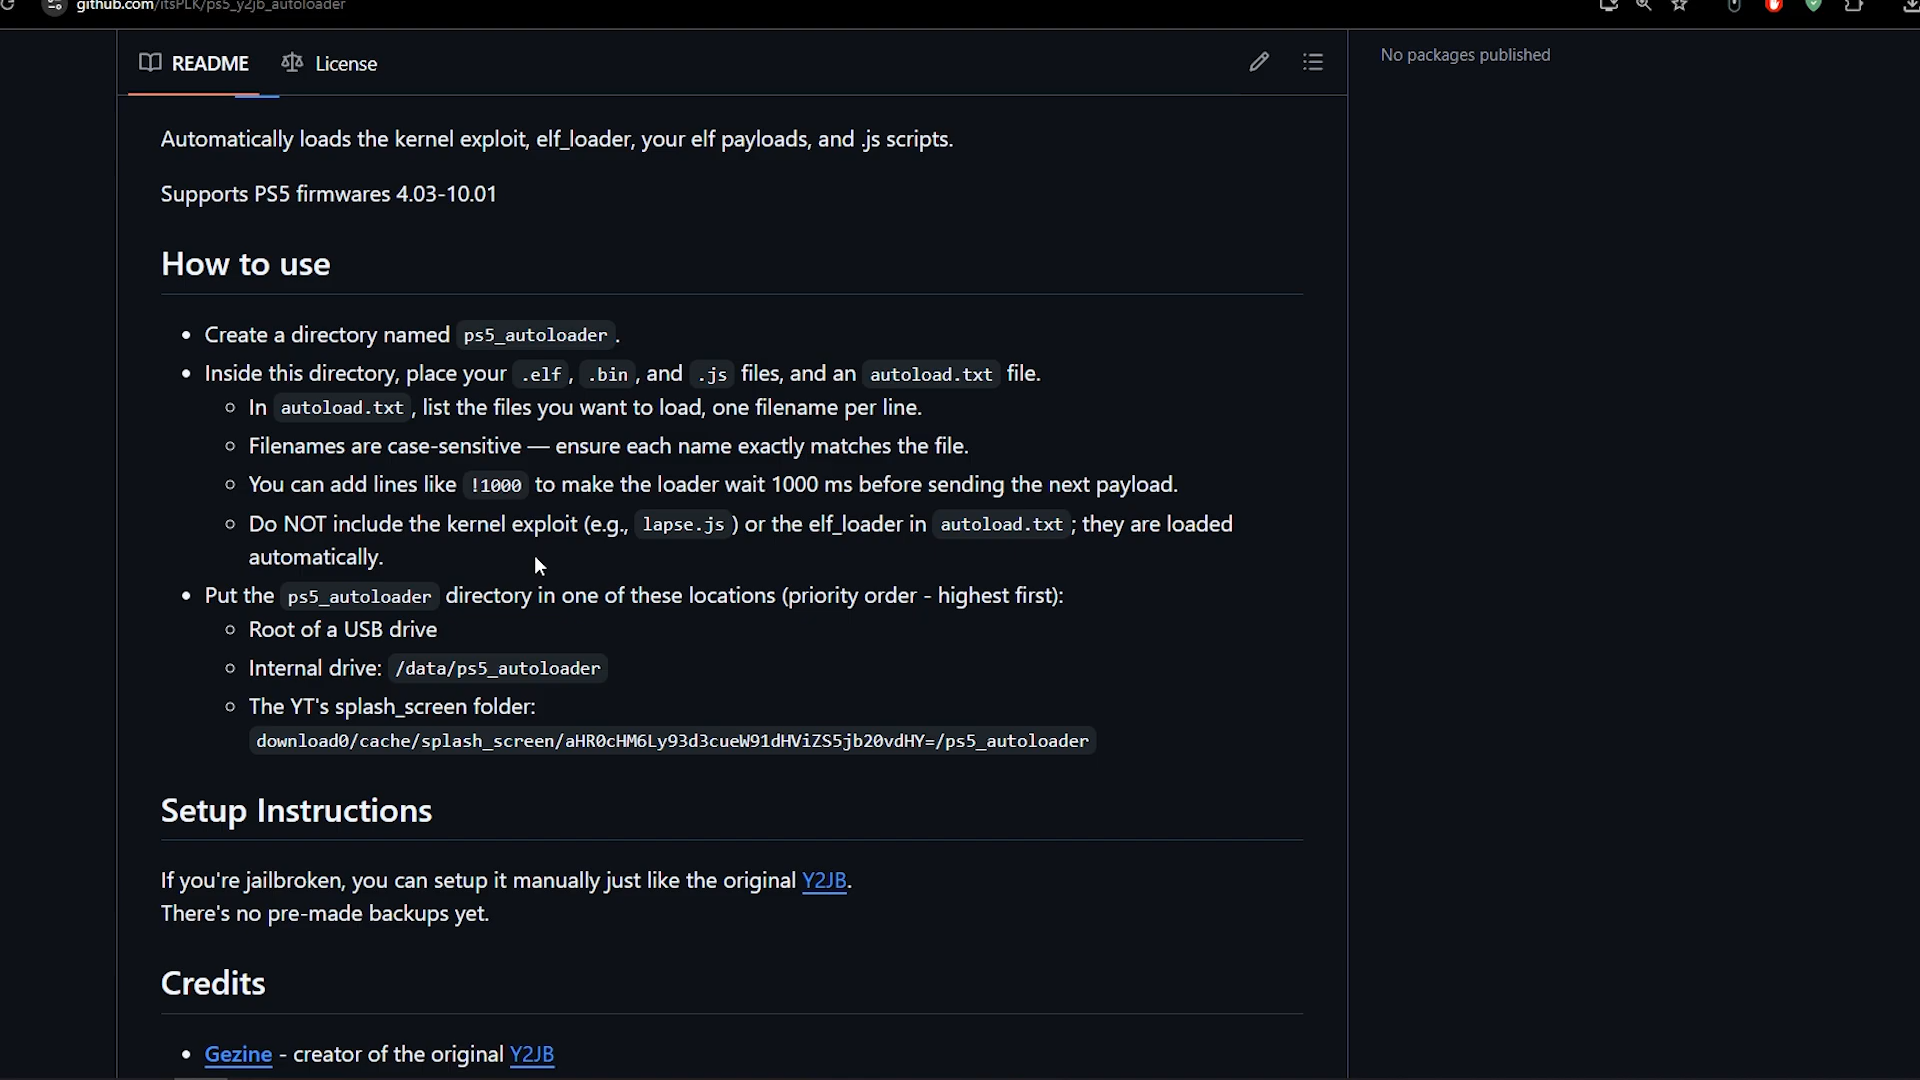 github.com/itsPLK/ps5_y2jb_autoloader
README License
No packages published
Automatically loads the kernel exploit, elf_loader, your elf payloads, and .js scripts.
Supports PS5 firmwares 4.03-10.01
How to use
• Create a directory named ps5_autoloader.
• Inside this directory, place your .elf, .bin, and .js files, and an autoload.txt file.
○ In autoload.txt, list the files you want to load, one filename per line.
○ Filenames are case-sensitive — ensure each name exactly matches the file.
○ You can add lines like !1000 to make the loader wait 1000 ms before sending the next payload.
○ Do NOT include the kernel exploit (e.g., lapse.js) or the elf_loader in autoload.txt; they are loaded
automatically.
• Put the ps5_autoloader directory in one of these locations (priority order - highest first):
○ Root of a USB drive
○ Internal drive: /data/ps5_autoloader
○ The YT's splash_screen folder:
download0/cache/splash_screen/aHR0cHM6Ly93d3cueW91dHViZS5jb20vdHY=/ps5_autoloader
Setup Instructions
If you're jailbroken, you can setup it manually just like the original Y2JB.
There's no pre-made backups yet.
Credits
• Gezine - creator of the original Y2JB